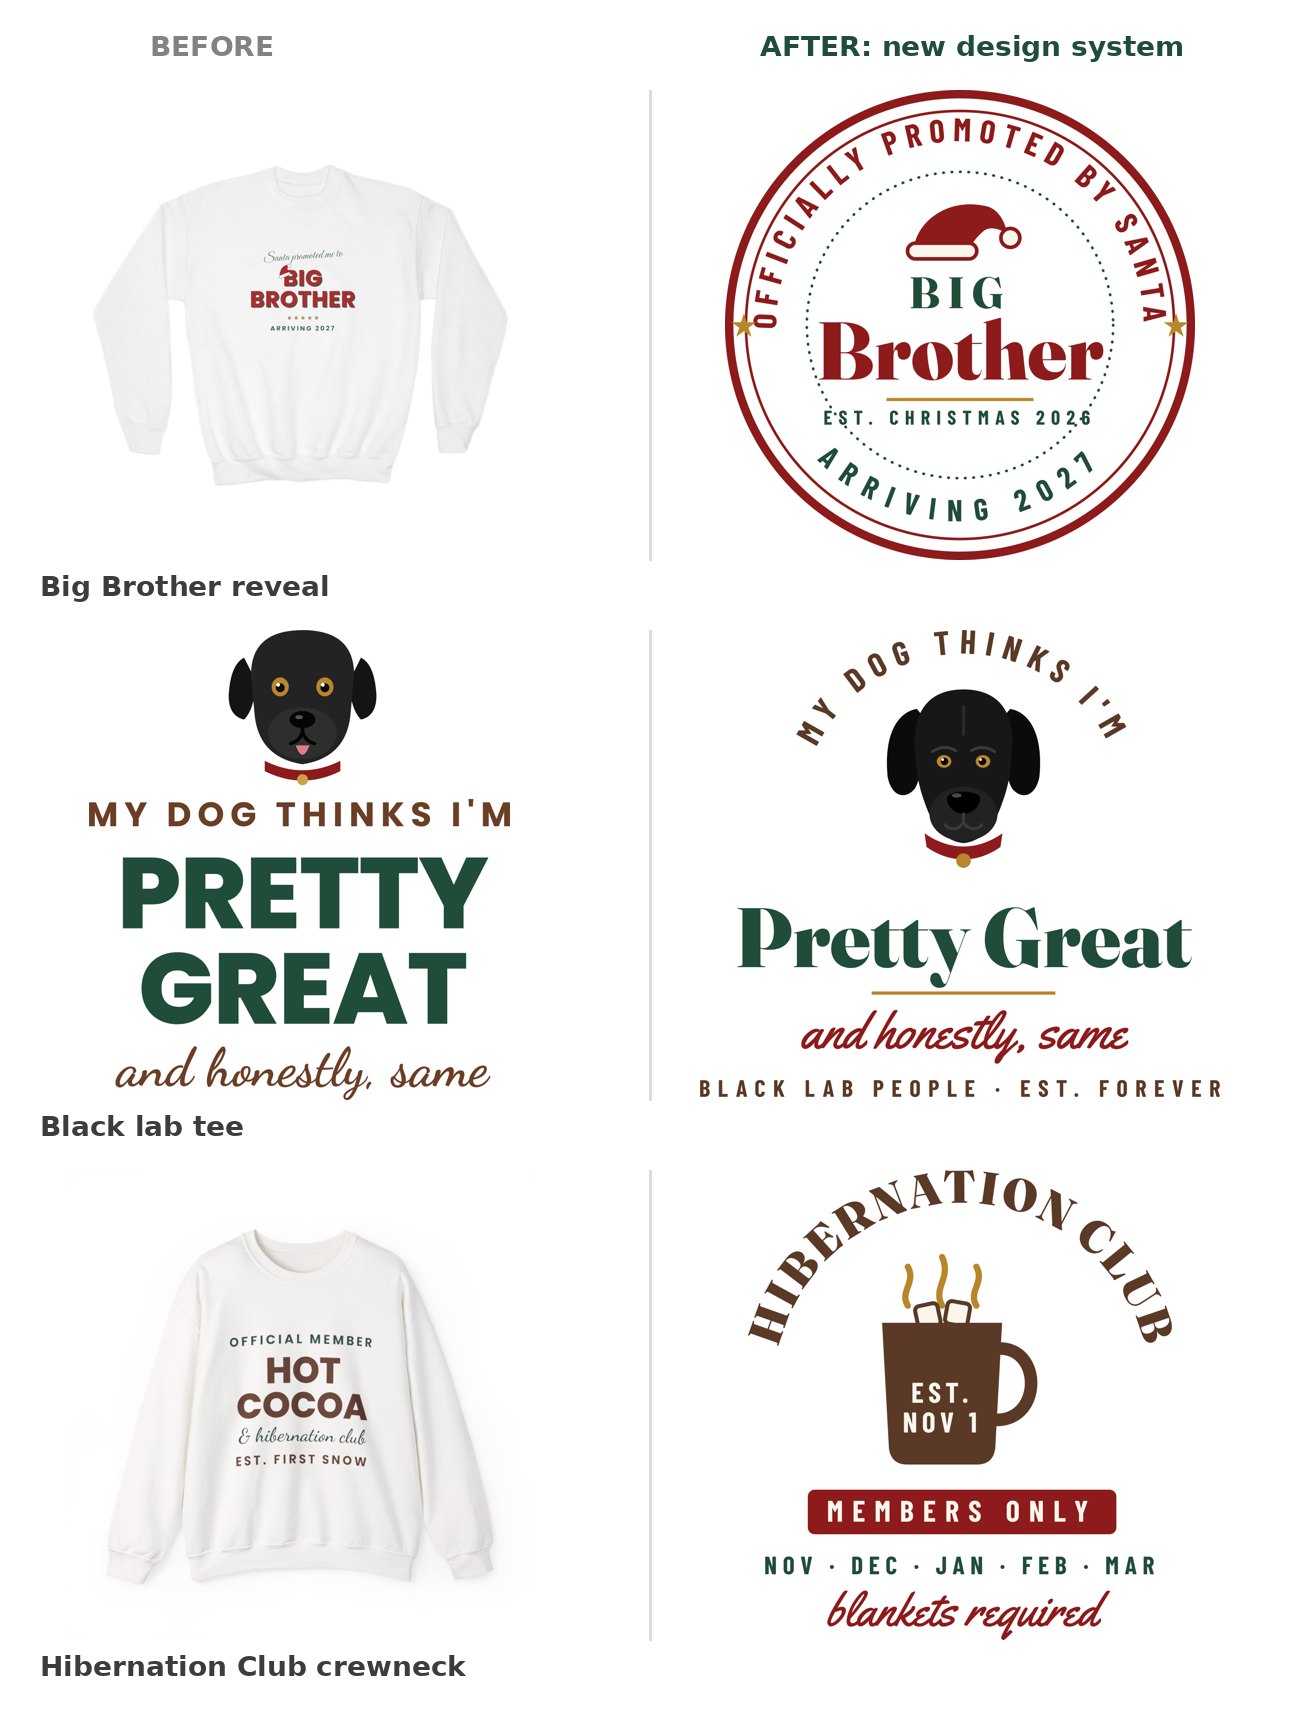 BEFORE
AFTER: new design system
Santa promoted me to
BIG
BROTHER
ARRIVING 2027
OFFICIALLY PROMOTED BY SANTA
BIG
Brother
EST. CHRISTMAS 2026
ARRIVING 2027
Big Brother reveal
MY DOG THINKS I'M
PRETTY
GREAT
and honestly, same
MY DOG THINKS I'M
Pretty Great
and honestly, same
BLACK LAB PEOPLE · EST. FOREVER
Black lab tee
OFFICIAL MEMBER
HOT
COCOA
& hibernation club
EST. FIRST SNOW
HIBERNATION CLUB
EST.
NOV 1
MEMBERS ONLY
NOV · DEC · JAN · FEB · MAR
blankets required
Hibernation Club crewneck